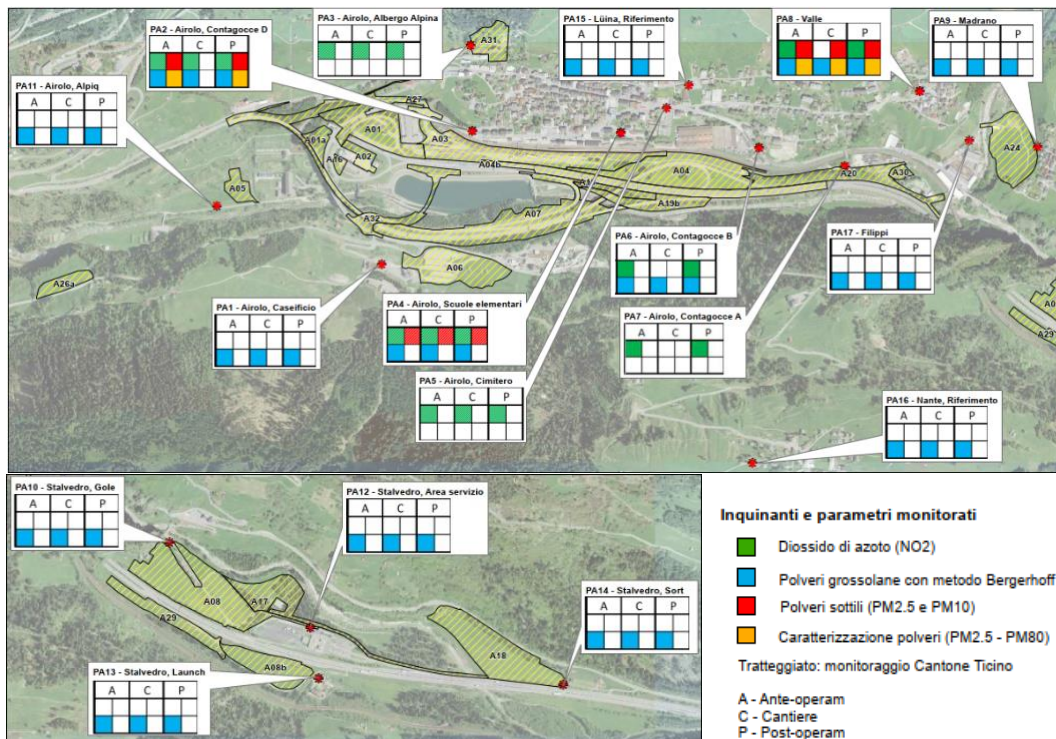 PA2 - Airolo, Contagocce D
A C P
PA3 - Airolo, Albergo Alpina
A C P
PA15 - Lüina, Riferimento
A C P
PA8 - Valle
A C P
PA9 - Madrano
A C P
PA11 - Airolo, Alpiq
A C P
A31
A27
A01
A01a
A03
A02
A16
A04b
A04
A20
A30
A24
A05
A07
A19b
A32
A06
A26a
A29
PA1 - Airolo, Caseificio
A C P
PA4 - Airolo, Scuole elementari
A C P
PA6 - Airolo, Contagocce B
A C P
PA17 - Filippi
A C P
PA7 - Airolo, Contagocce A
A C P
PA5 - Airolo, Cimitero
A C P
PA16 - Nante, Riferimento
A C P
PA10 - Stalvedro, Gole
A C P
PA12 - Stalvedro, Area servizio
A C P
PA14 - Stalvedro, Sort
A C P
PA13 - Stalvedro, Launch
A C P
A08
A17
A29
A08b
A18
Inquinanti e parametri monitorati
Diossido di azoto (NO2)
Polveri grossolane con metodo Bergerhoff
Polveri sottili (PM2.5 e PM10)
Caratterizzazione polveri (PM2.5 - PM80)
Tratteggiato: monitoraggio Cantone Ticino
A - Ante-operam
C - Cantiere
P - Post-operam